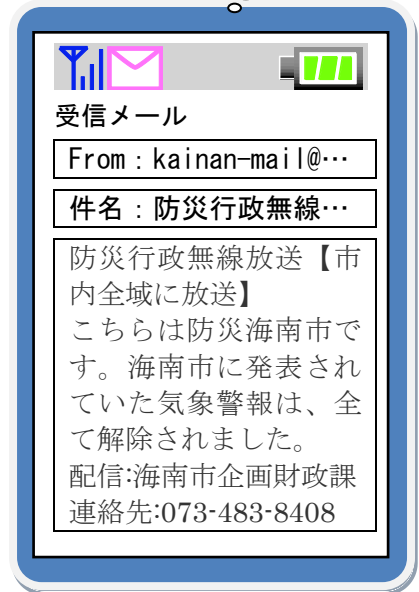 受信メール
From：kainan-mail@…
件名：防災行政無線…
防災行政無線放送【市
内全域に放送】
こちらは防災海南市で
す。海南市に発表され
ていた気象警報は、全
て解除されました。
配信:海南市企画財政課
連絡先:073-483-8408